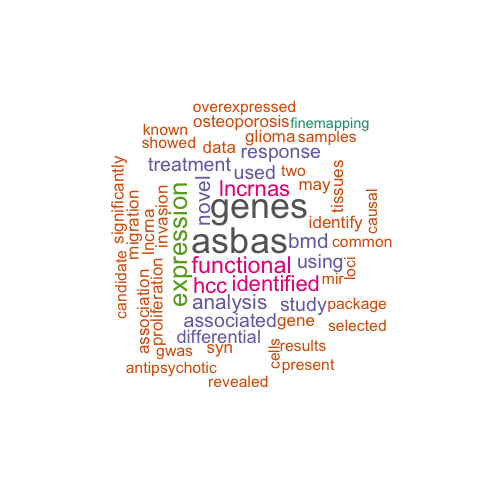 overexpressed
osteoporosis
finemapping
known
glioma
samples
showed
data
response
treatment
used
two
lncrnas
may
tissues
significantly
migration
lncrna
invasion
expression
novel
genes
causal
identify
asbas
bmd
common
functional
using
mir
loci
hcc
identified
candidate
association
proliferation
analysis
study
package
associated
gene
selected
differential
gwas
syn
cells
results
antipsychotic
present
revealed